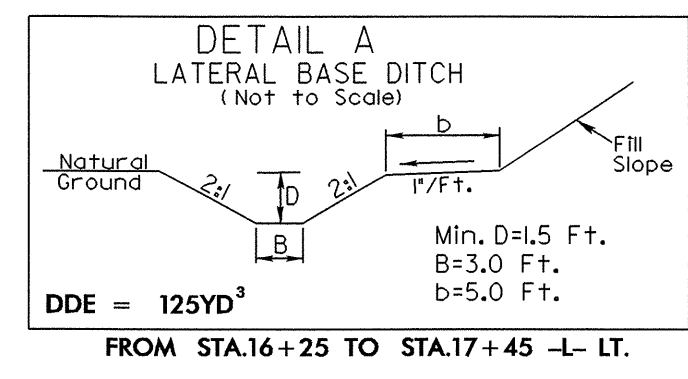 DETAIL A
LATERAL BASE DITCH
(Not to Scale)
b
Natural
Ground
2:1
D
2:1
1"/Ft.
Fill
Slope
B
Min. D=1.5 Ft.
B=3.0 Ft.
b=5.0 Ft.
DDE = 125YD³
FROM STA.16+25 TO STA.17+45 -L- LT.